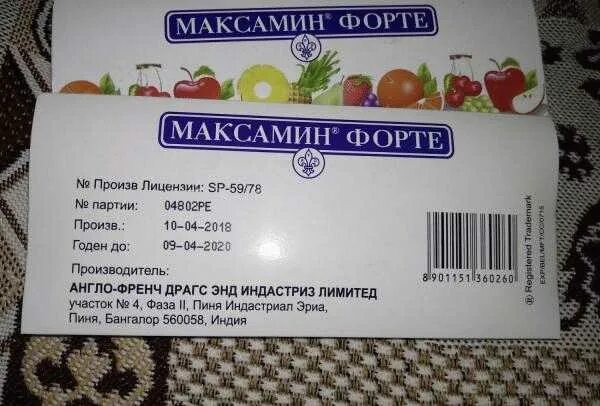 МАКСАМИН® ФОРТЕ
МАКСАМИН® ФОРТЕ
№ Произв Лицензии: SP-59/78
№ партии: 04802PE
Произв.: 10-04-2018
Годен до: 09-04-2020
Производитель:
АНГЛО-ФРЕНЧ ДРАГС ЭНД ИНДАСТРИЗ ЛИМИТЕД
участок № 4, Фаза II, Пиня Индастриал Эриа,
Пиня, Бангалор 560058, Индия
8 901151 360260
® Registered Trademark